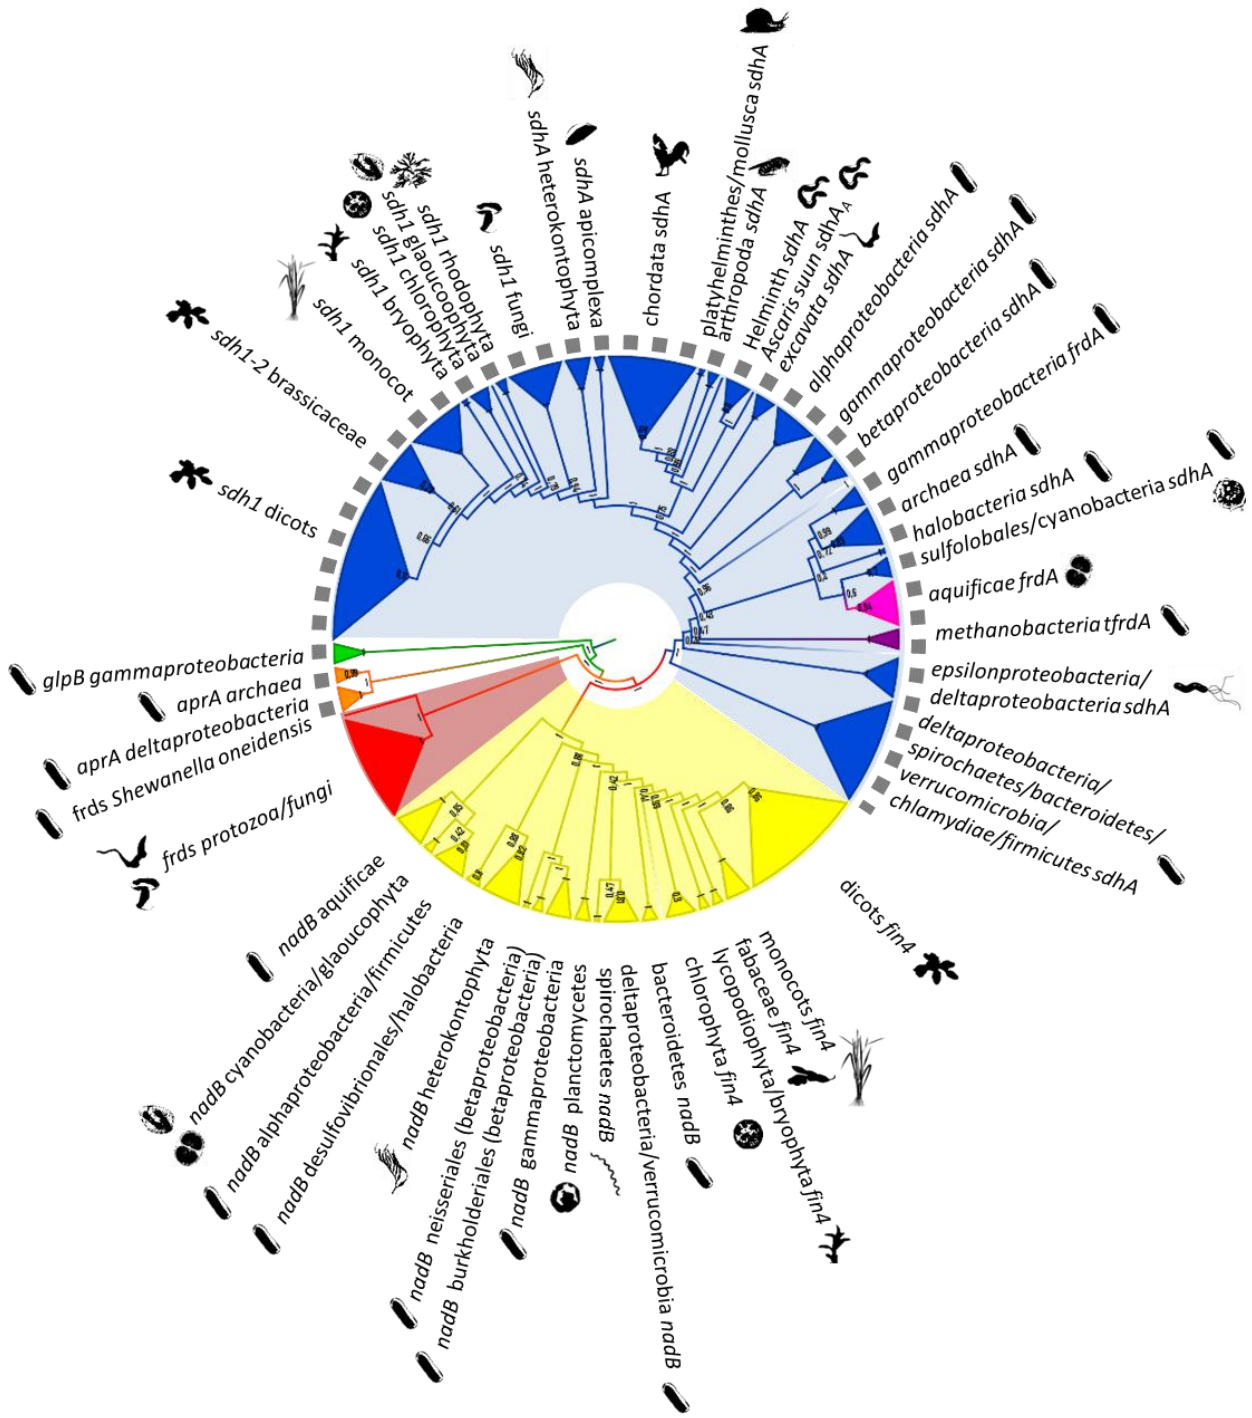 platyhelminthes/mollusca sdhA
arthropoda sdhA
Helminth sdhA
Ascaris suun sdhA_A
excavata sdhA
alphaproteobacteria sdhA
gammaproteobacteria sdhA
betaproteobacteria sdhA
gammaproteobacteria frdA
archaea sdhA
halobacteria sdhA
sulfolobales/cyanobacteria sdhA
aquificae frdA
methanobacteria tfrdA
epsilonproteobacteria/
deltaproteobacteria sdhA
deltaproteobacteria/
spirochaetes/bacteroidetes/
verrucomicrobia/
chlamydiae/firmicutes sdhA
dicots fin4
monocots fin4
fabaceae fin4
lycopodiophyta/bryophyta fin4
chlorophyta fin4
bacteroidetes nadB
deltaproteobacteria/verrucomicrobia nadB
spirochaetes nadB
nadB planctomycetes
nadB gammaproteobacteria
nadB burkholderiales (betaproteobacteria)
nadB neisseriales (betaproteobacteria)
nadB heterokontophyta
nadB desulfovibrionales/halobacteria
nadB alphaproteobacteria/firmicutes
nadB cyanobacteria/glaoucophyta
nadB aquificae
frds protozoa/fungi
frds Shewanella oneidensis
aprA deltaproteobacteria
aprA archaea
glpB gammaproteobacteria
sdh1 dicots
sdh1-2 brassicaceae
sdh1 monocot
sdh1 bryophyta
sdh1 chlorophyta
sdh1 glaoucoophyta
sdh1 rhodophyta
sdh1 fungi
sdhA heterokontophyta
sdhA apicomplexa
chordata sdhA